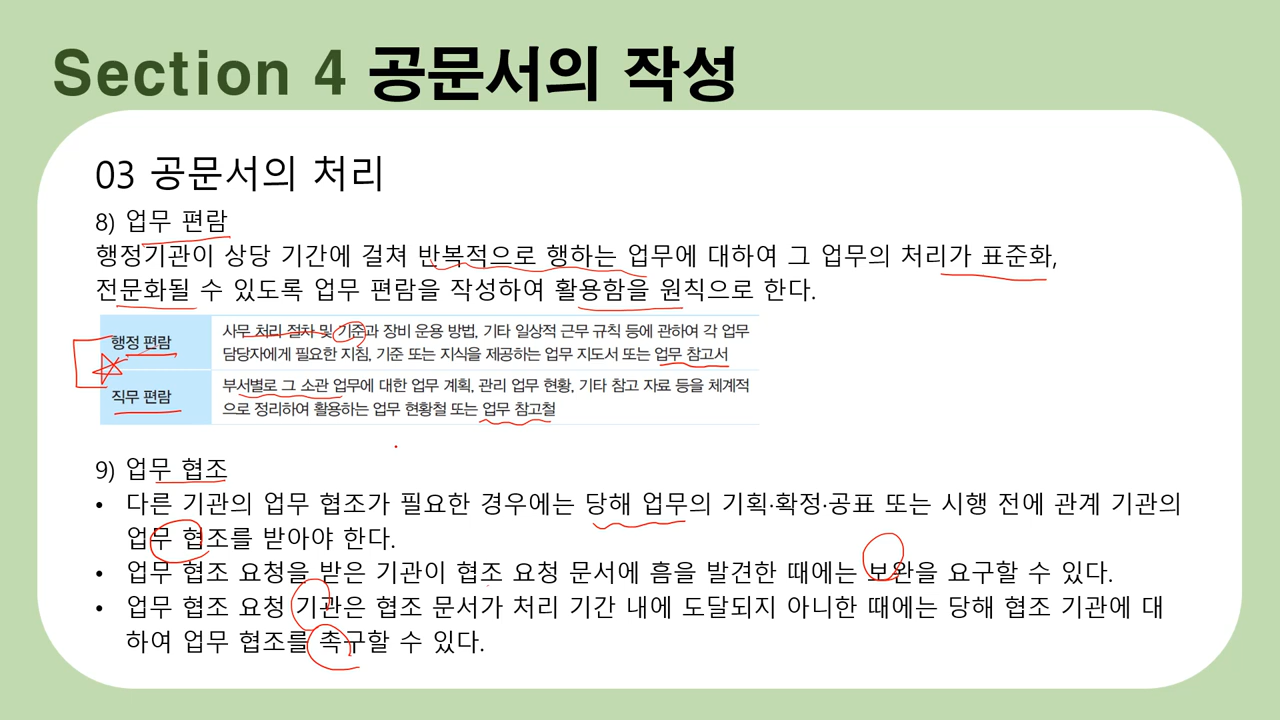 Section 4 공문서의 작성
03 공문서의 처리
8) 업무 편람
행정기관이 상당 기간에 걸쳐 반복적으로 행하는 업무에 대하여 그 업무의 처리가 표준화,
전문화될 수 있도록 업무 편람을 작성하여 활용함을 원칙으로 한다.
행정 편람
사무 처리 절차 및 기준과 장비 운용 방법, 기타 일상적 근무 규칙 등에 관하여 각 업무
담당자에게 필요한 지침, 기준 또는 지식을 제공하는 업무 지도서 또는 업무 참고서
직무 편람
부서별로 그 소관 업무에 대한 업무 계획, 관리 업무 현황, 기타 참고 자료 등을 체계적
으로 정리하여 활용하는 업무 현황철 또는 업무 참고철
9) 업무 협조
• 다른 기관의 업무 협조가 필요한 경우에는 당해 업무의 기획·확정·공표 또는 시행 전에 관계 기관의
업무 협조를 받아야 한다.
• 업무 협조 요청을 받은 기관이 협조 요청 문서에 흠을 발견한 때에는 보완을 요구할 수 있다.
• 업무 협조 요청 기관은 협조 문서가 처리 기간 내에 도달되지 아니한 때에는 당해 협조 기관에 대
하여 업무 협조를 촉구할 수 있다.